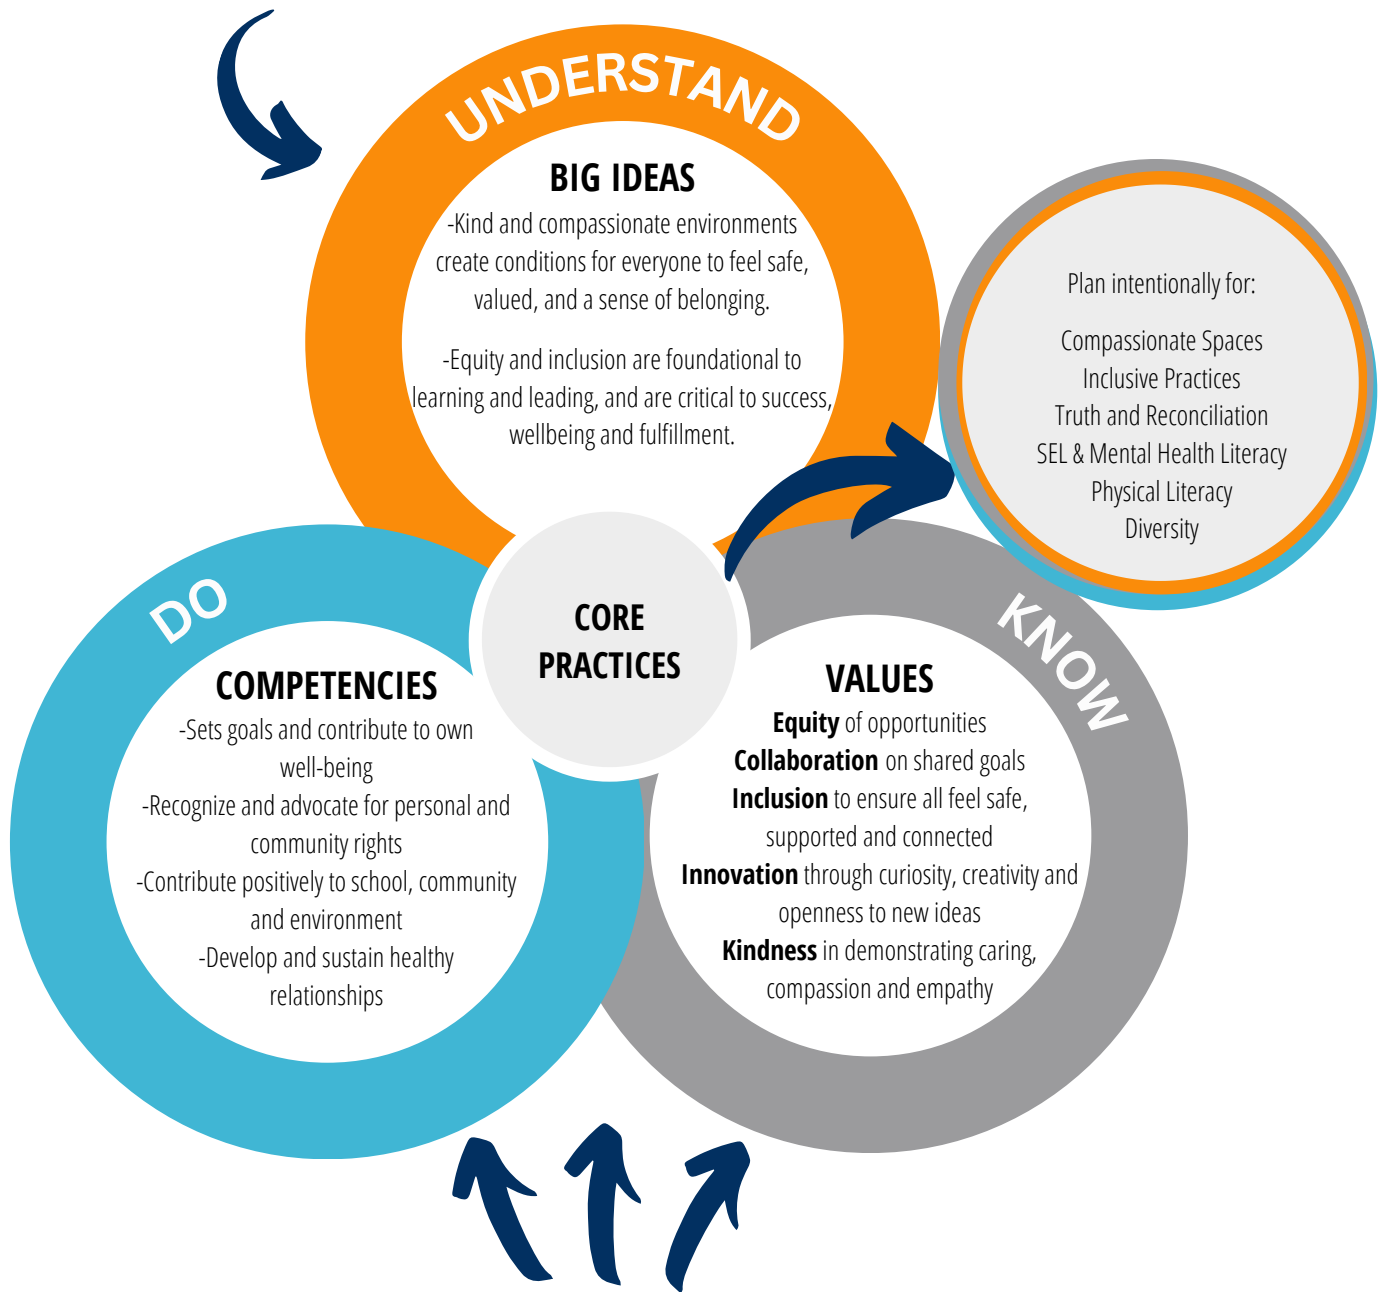 UNDERSTAND
BIG IDEAS
-Kind and compassionate environments
create conditions for everyone to feel safe,
valued, and a sense of belonging.
-Equity and inclusion are foundational to
learning and leading, and are critical to success,
wellbeing and fulfillment.
Plan intentionally for:
Compassionate Spaces
Inclusive Practices
Truth and Reconciliation
SEL & Mental Health Literacy
Physical Literacy
Diversity
CORE
PRACTICES
DO
COMPETENCIES
-Sets goals and contribute to own
well-being
-Recognize and advocate for personal and
community rights
-Contribute positively to school, community
and environment
-Develop and sustain healthy
relationships
KNOW
VALUES
Equity of opportunities
Collaboration on shared goals
Inclusion to ensure all feel safe,
supported and connected
Innovation through curiosity, creativity and
openness to new ideas
Kindness in demonstrating caring,
compassion and empathy